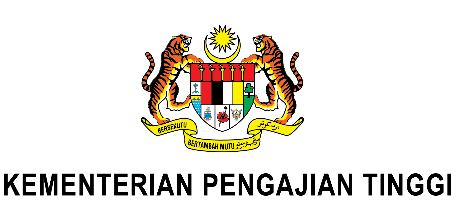 BERSEKUTU
BERTAMBAH MUTU
KEMENTERIAN PENGAJIAN TINGGI